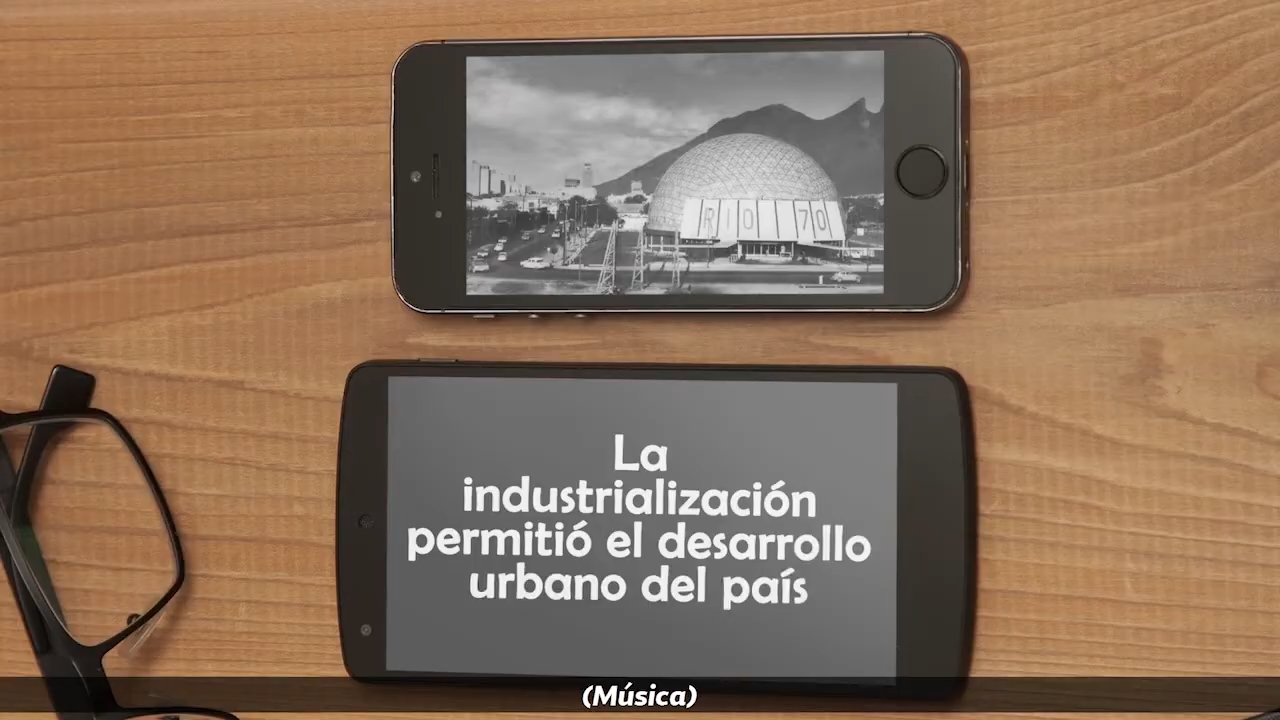 RIO 70
La
industrialización
permitió el desarrollo
urbano del país
(Música)